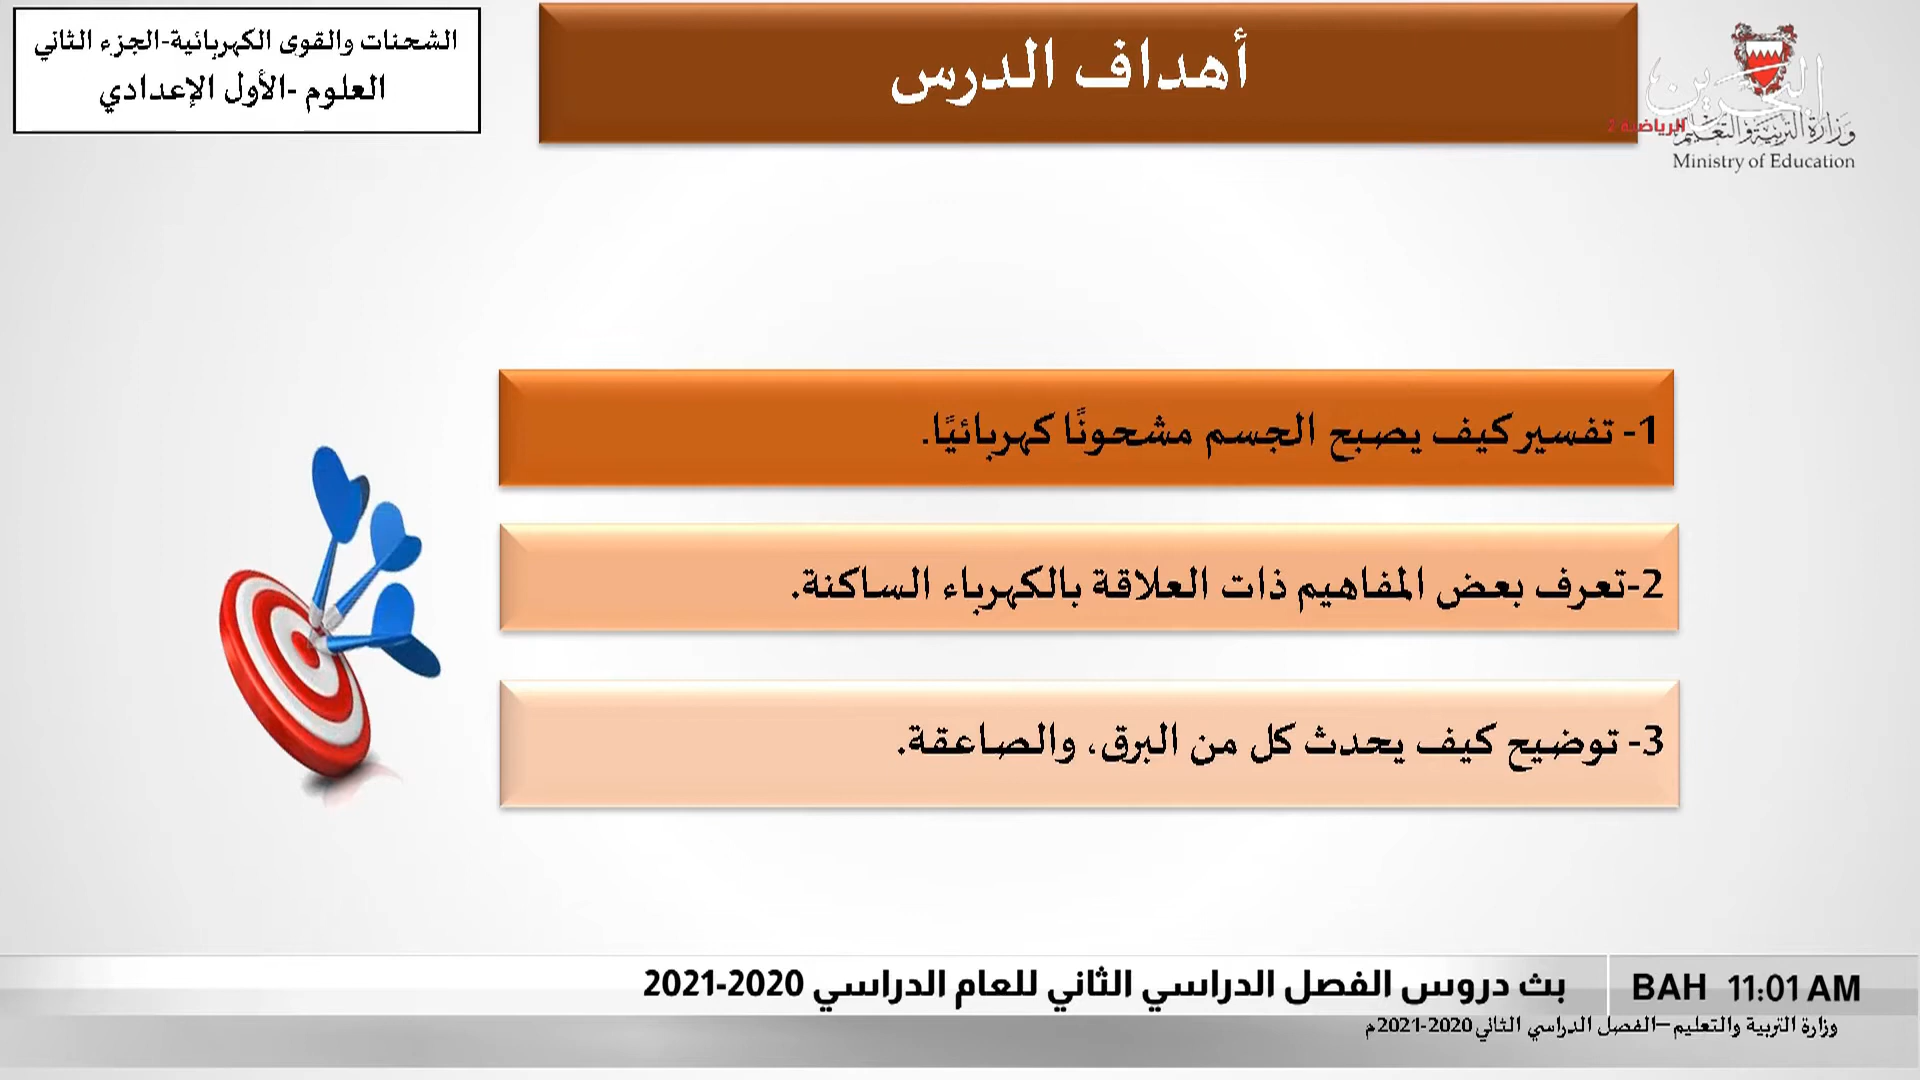 الشحنات والقوى الكهربائية-الجزء الثاني
العلوم -الأول الإعدادي
أهداف الدرس
البحرين
الرياضية 2
وزارة التربية والتعليم
Ministry of Education
1- تفسير كيف يصبح الجسم مشحونًا كهربائيًا.
2-تعرف بعض المفاهيم ذات العلاقة بالكهرباء الساكنة.
3- توضيح كيف يحدث كل من البرق، والصاعقة.
بث دروس الفصل الدراسي الثاني للعام الدراسي 2020-2021
BAH 11:01 AM
وزارة التربية والتعليم –الفصل الدراسي الثاني 2020-2021م